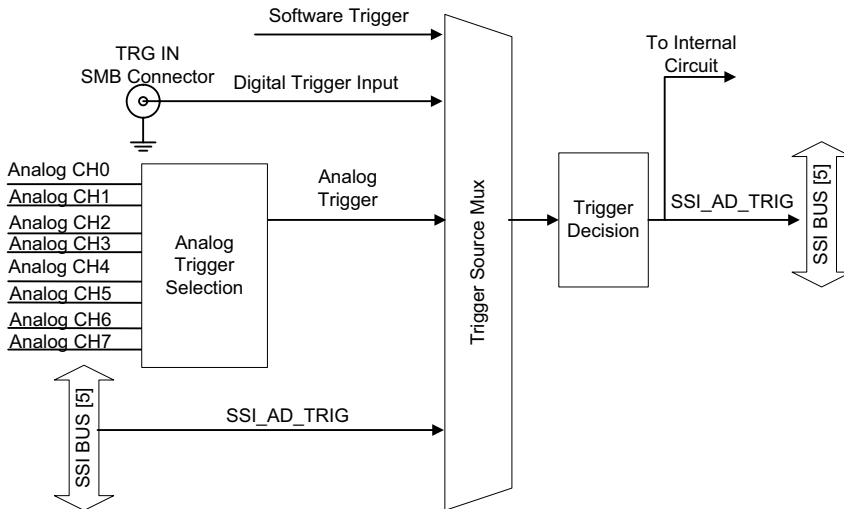 Software Trigger
TRG IN
SMB Connector
Digital Trigger Input
To Internal
Circuit
Analog CH0
Analog CH1
Analog CH2
Analog CH3
Analog CH4
Analog CH5
Analog CH6
Analog CH7
Analog
Trigger
Selection
Analog
Trigger
Trigger Source Mux
Trigger
Decision
SSI_AD_TRIG
SSI BUS [5]
SSI BUS [5]
SSI_AD_TRIG